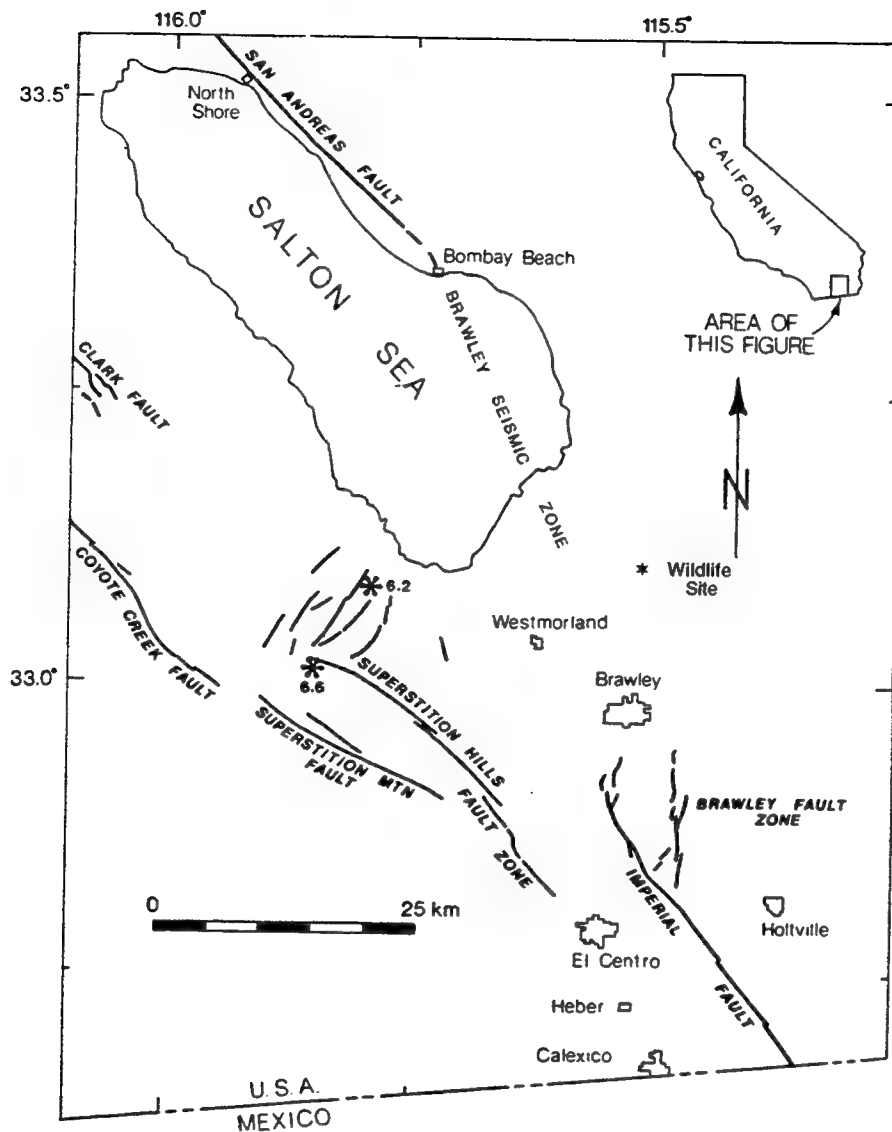 116.0°
115.5°
33.5°
33.0°
SAN ANDREAS FAULT
North
Shore
SALTON
SEA
Bombay Beach
BRAWLEY SEISMIC ZONE
CALIFORNIA
AREA OF
THIS FIGURE
N
CLARK FAULT
COYOTE CREEK FAULT
6.2
6.6
Wildlife
Site
Westmorland
Brawley
SUPERSTITION HILLS
FAULT ZONE
SUPERSTITION MTN
FAULT
BRAWLEY FAULT
ZONE
IMPERIAL
FAULT
0
25 km
Holtville
El Centro
Heber
Calexico
U.S.A.
MEXICO